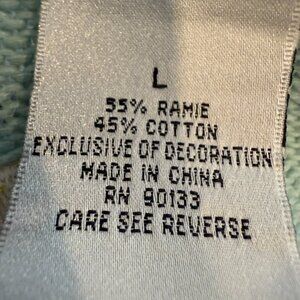 L
55% RAMIE
45% COTTON
EXCLUSIVE OF DECORATION
MADE IN CHINA
RN 90133
CARE SEE REVERSE